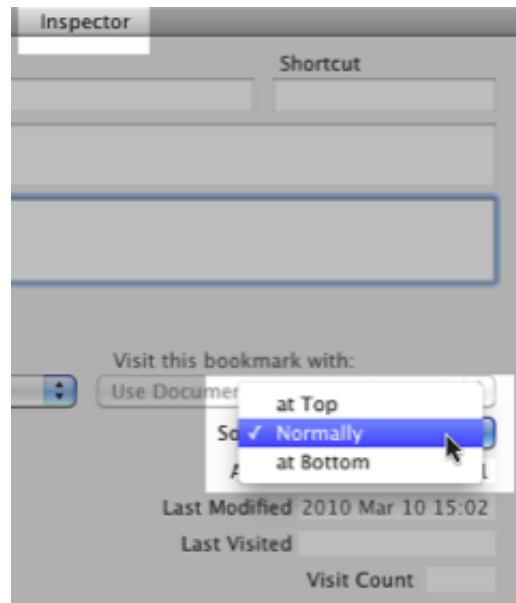 Inspector
Shortcut
Visit this bookmark with:
Use Documen
at Top
So ✓ Normally
at Bottom
Last Modified 2010 Mar 10 15:02
Last Visited
Visit Count